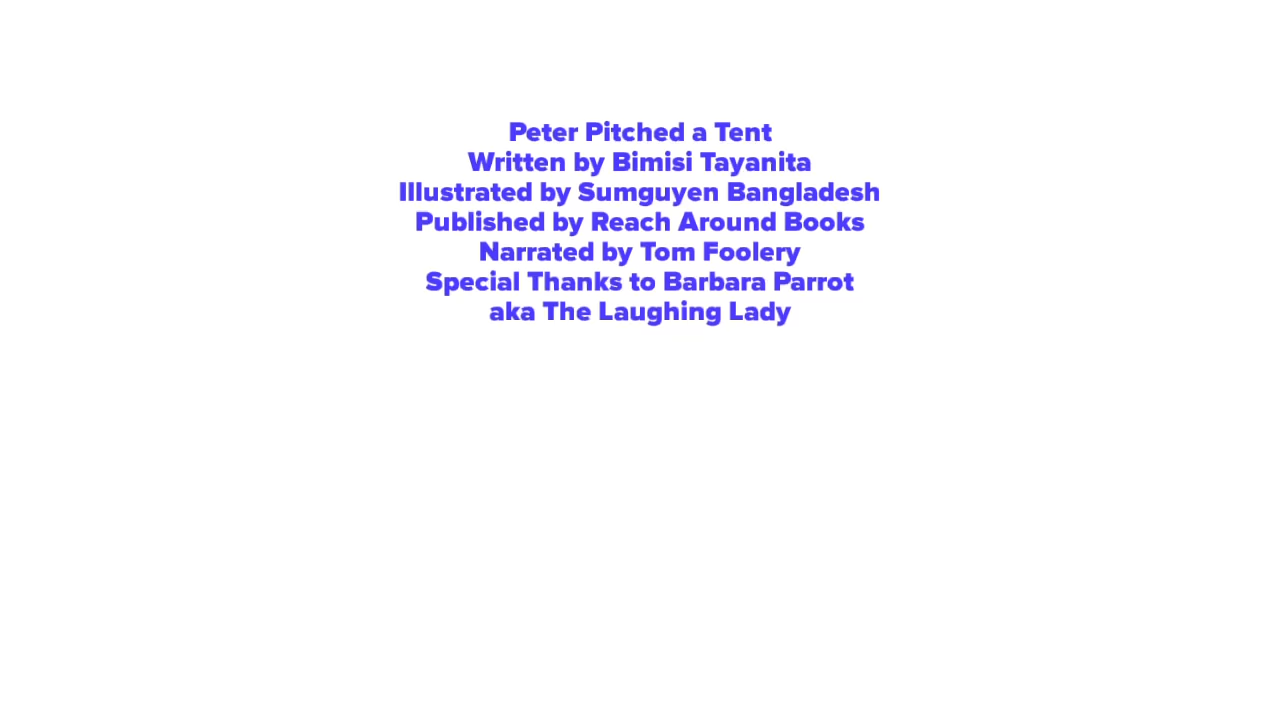 Peter Pitched a Tent
Written by Bimisi Tayanita
Illustrated by Sumguyen Bangladesh
Published by Reach Around Books
Narrated by Tom Foolery
Special Thanks to Barbara Parrot
aka The Laughing Lady